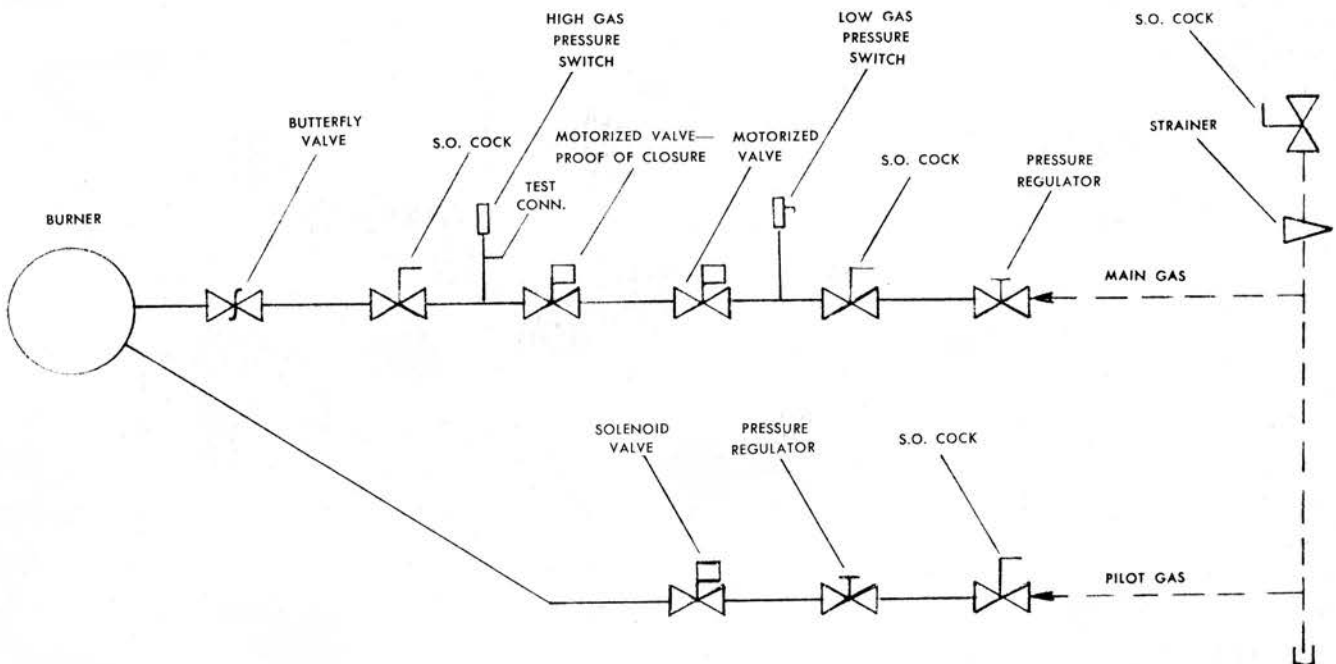 HIGH GAS
PRESSURE
SWITCH
LOW GAS
PRESSURE
SWITCH
S.O. COCK
BUTTERFLY
VALVE
S.O. COCK
MOTORIZED VALVE—
PROOF OF CLOSURE
MOTORIZED
VALVE
S.O. COCK
PRESSURE
REGULATOR
STRAINER
TEST
CONN.
BURNER
MAIN GAS
SOLENOID
VALVE
PRESSURE
REGULATOR
S.O. COCK
PILOT GAS